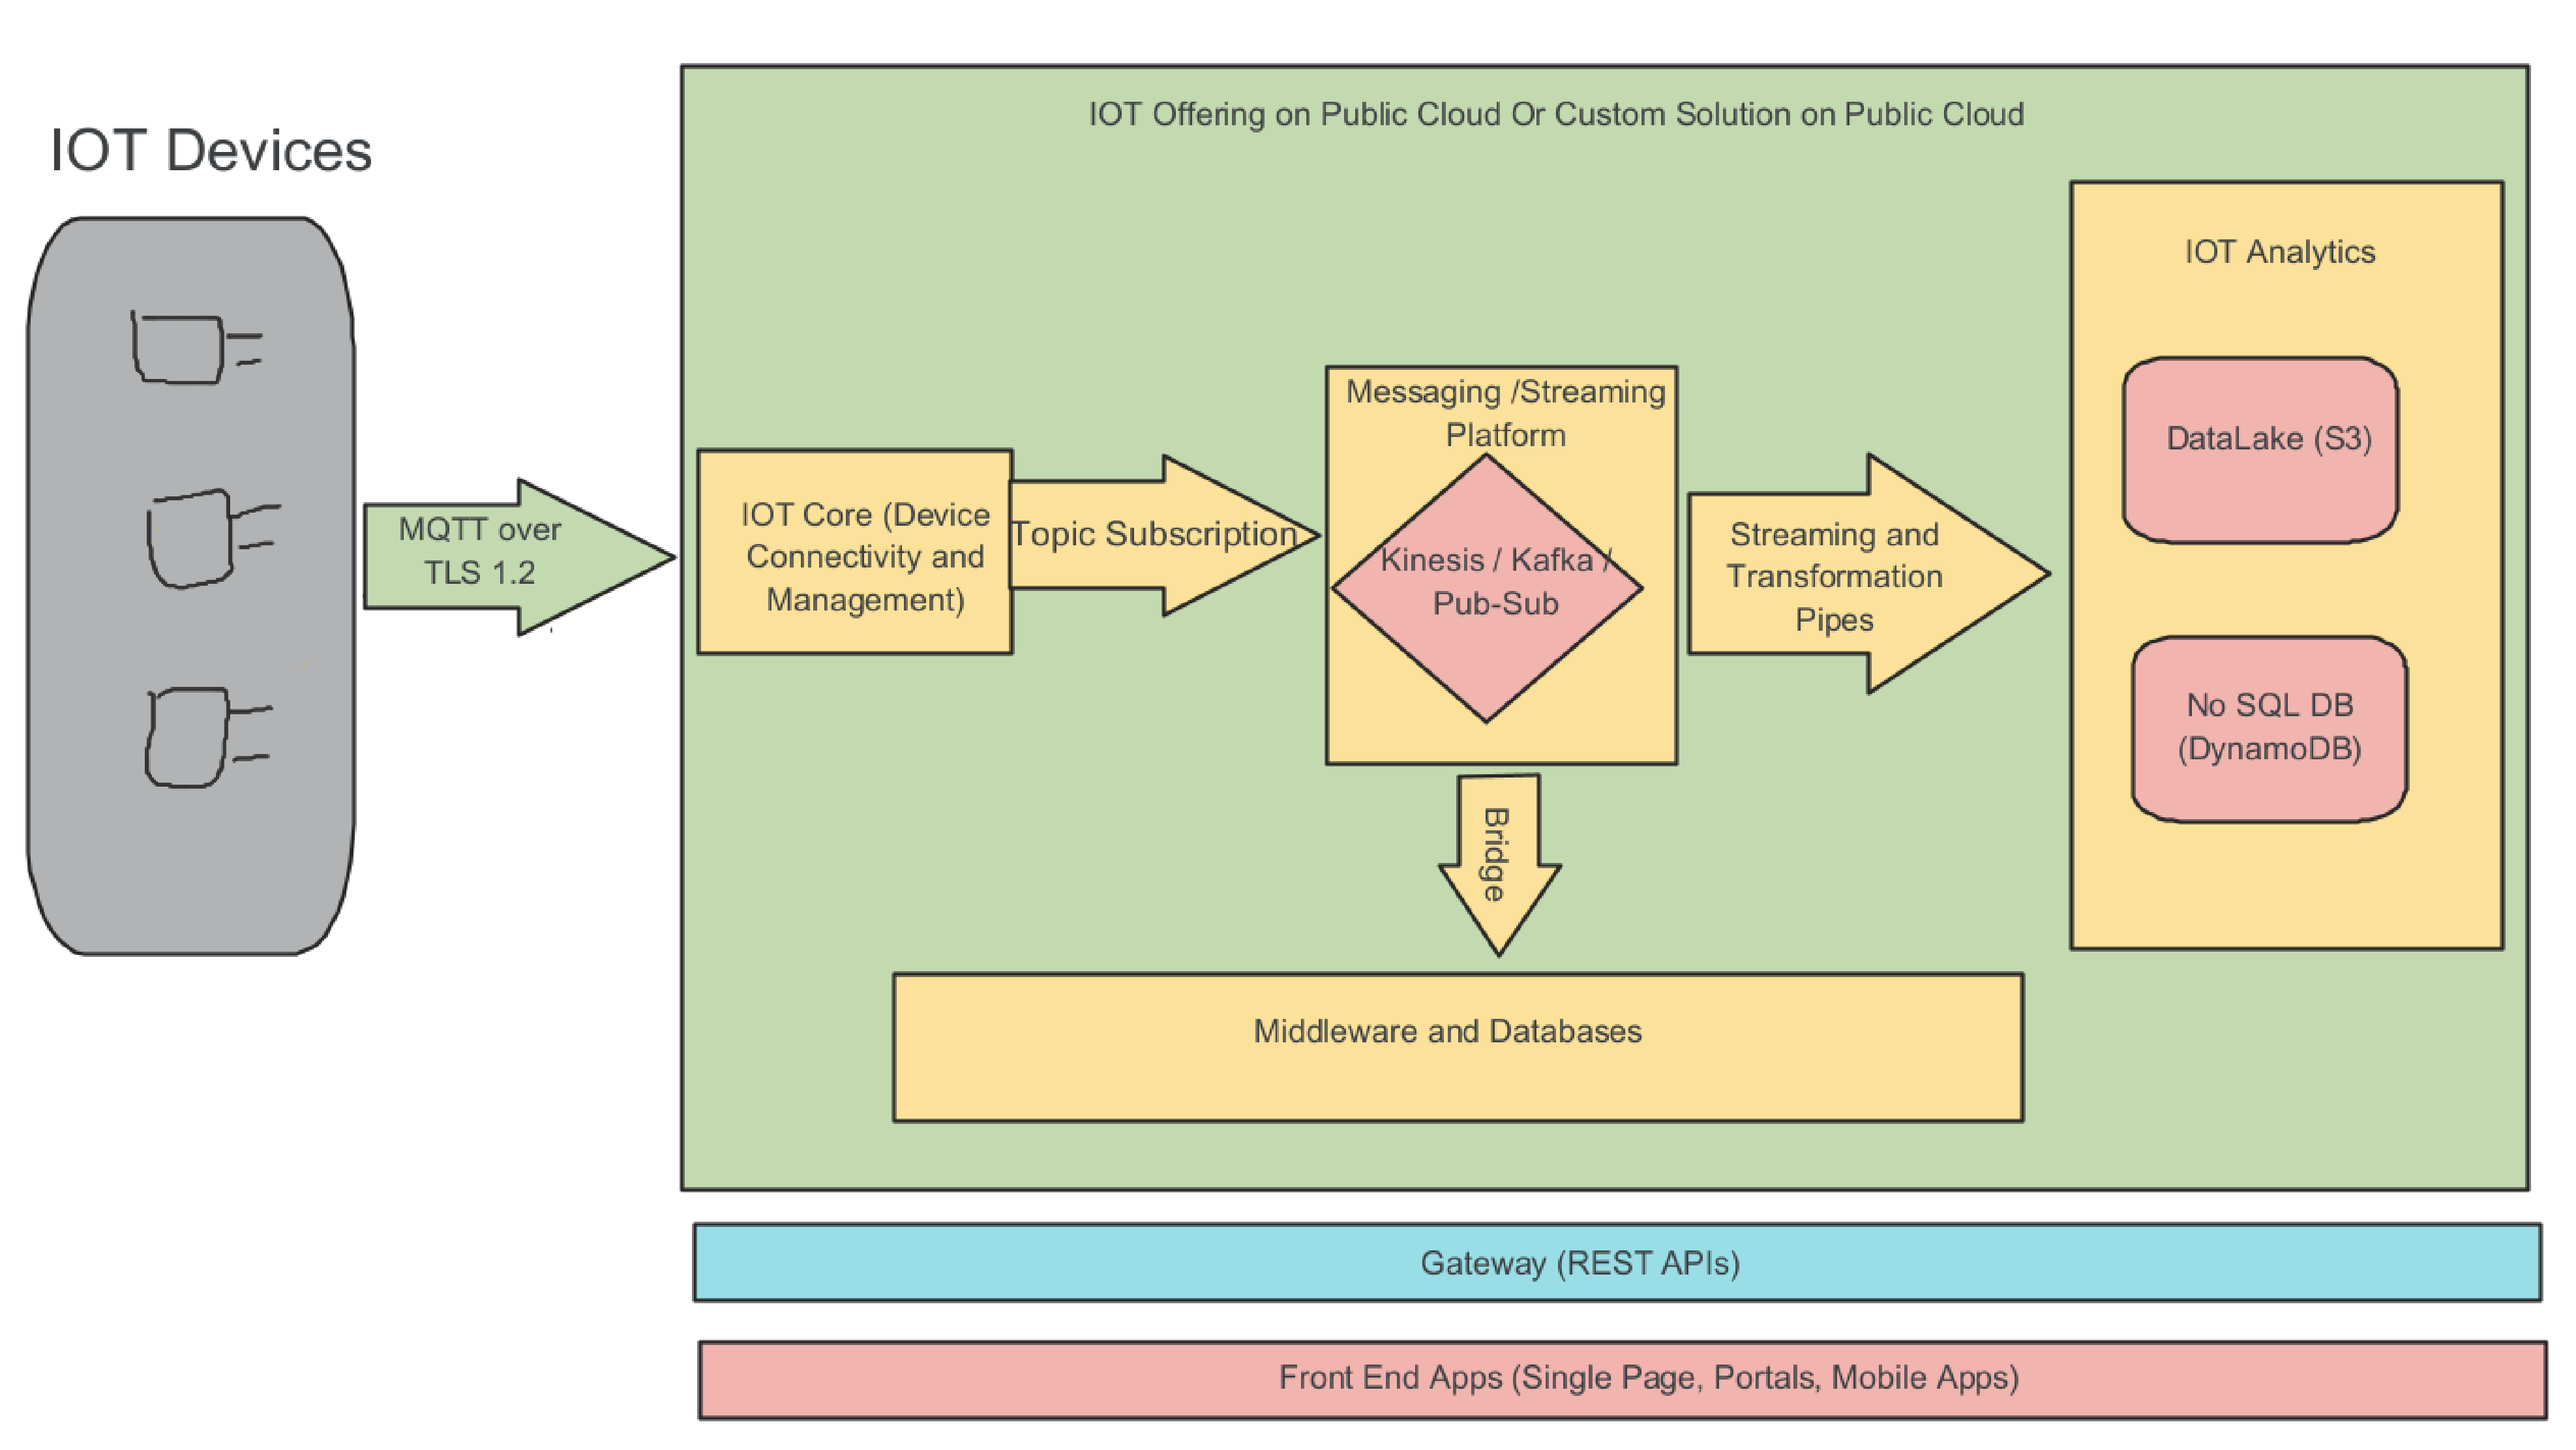 IOT Offering on Public Cloud Or Custom Solution on Public Cloud
IOT Devices
IOT Analytics
Messaging /Streaming
Platform
DataLake (S3)
MQTT over
TLS 1.2
IOT Core (Device
Connectivity and
Management)
Topic Subscription
Kinesis / Kafka /
Pub-Sub
Streaming and
Transformation
Pipes
No SQL DB
(DynamoDB)
Bridge
Middleware and Databases
Gateway (REST APIs)
Front End Apps (Single Page, Portals, Mobile Apps)